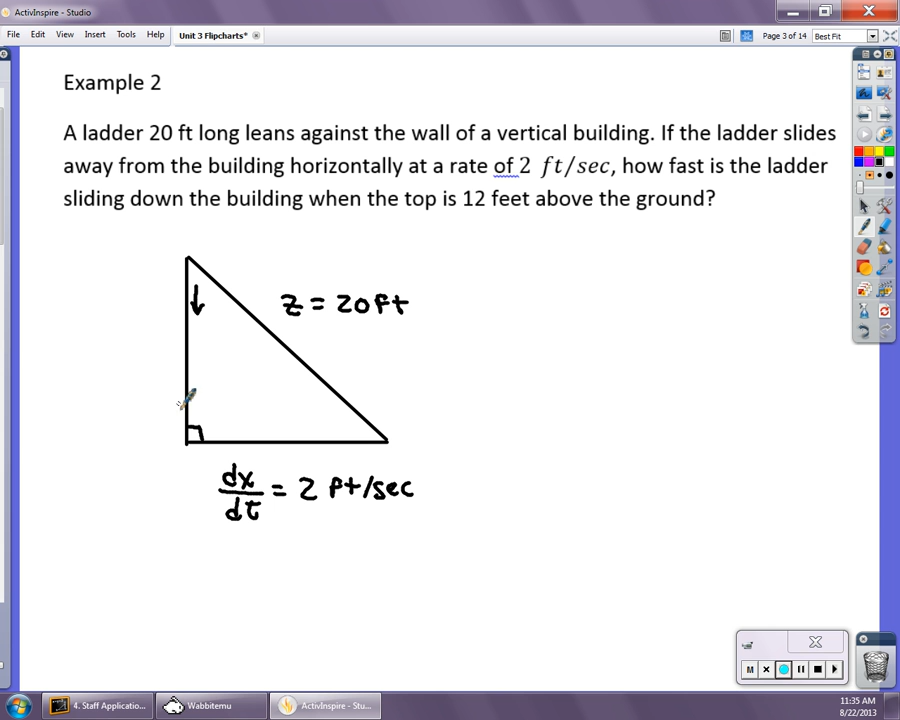 ActivInspire - Studio
File Edit View Insert Tools Help Unit 3 Flipcharts* Page 3 of 14 Best Fit
Example 2
A ladder 20 ft long leans against the wall of a vertical building. If the ladder slides
away from the building horizontally at a rate of 2 ft/sec, how fast is the ladder
sliding down the building when the top is 12 feet above the ground?
z = 20ft
dx/dt = 2 ft/sec
M
4. Staff Applicatio... Wabbitemu ActivInspire - Stu...
11:35 AM
8/22/2013